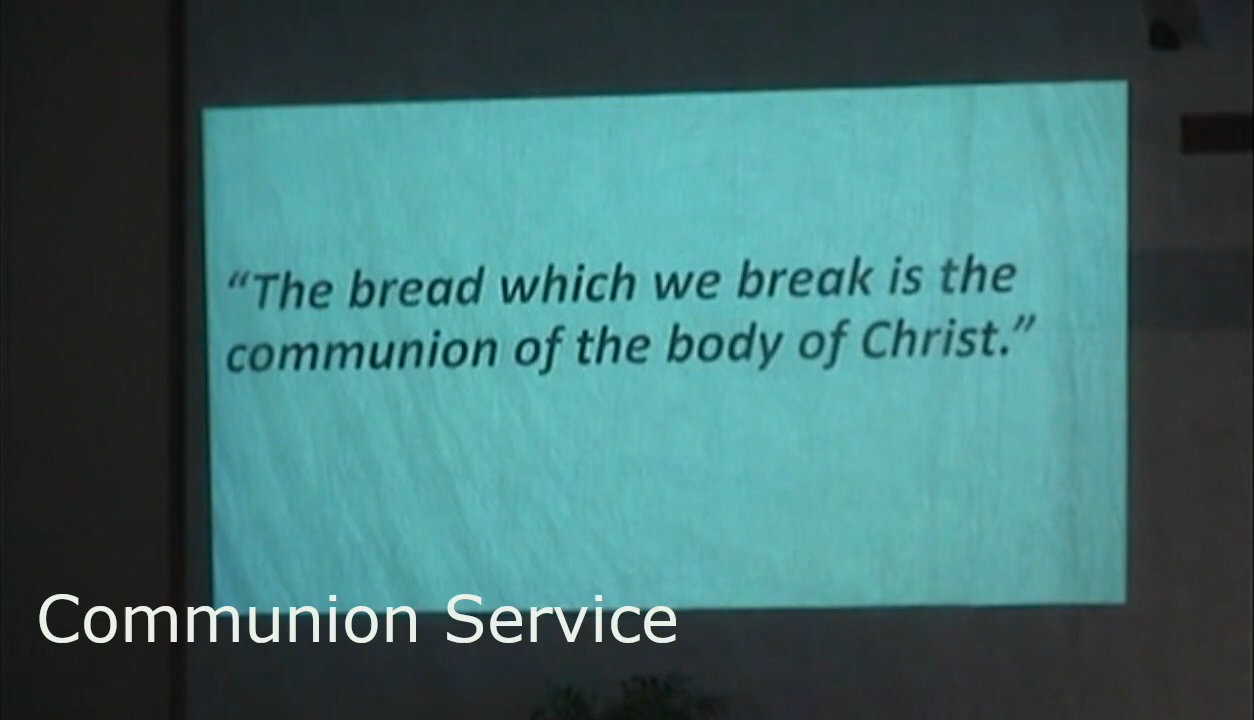 “The bread which we break is the
communion of the body of Christ.”
Communion Service